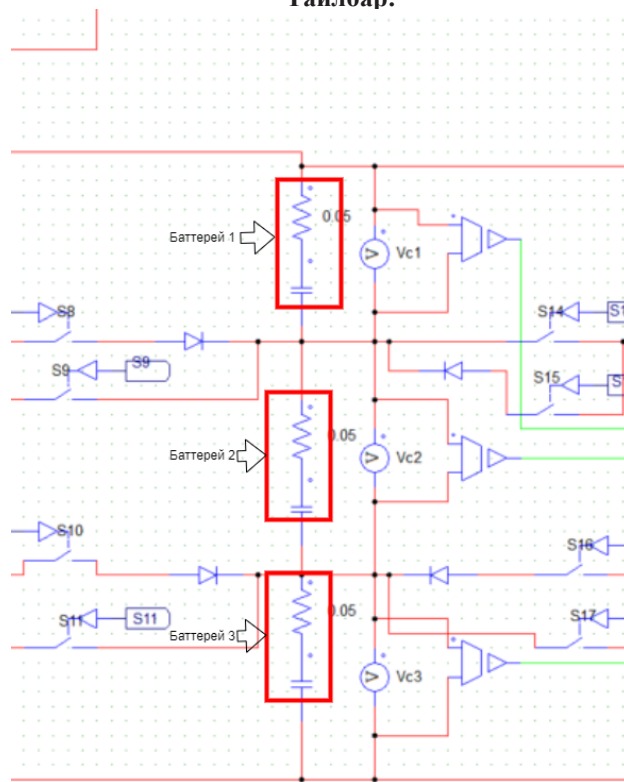 Тайлбар:
0.05
Баттерей 1
V
Vc1
S8
S14
S9
S9
S15
Баттерей 2
0.05
V
Vc2
S10
S16
S11
S11
0.05
S17
Баттерей 3
V
Vc3